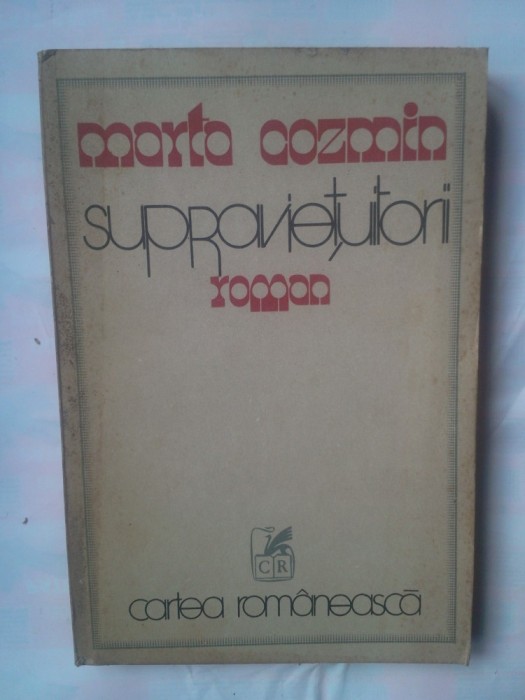 marta cozmin
supraviețuitorii
roman
CR
cartea românească